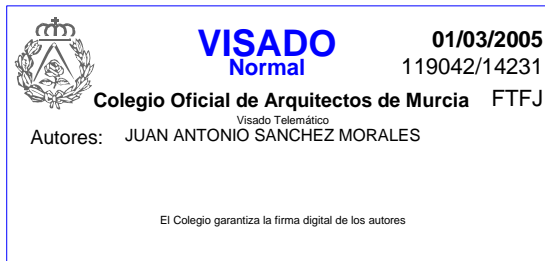 VISADO
Normal
01/03/2005
119042/14231
Colegio Oficial de Arquitectos de Murcia FTFJ
Visado Telemático
Autores: JUAN ANTONIO SANCHEZ MORALES
El Colegio garantiza la firma digital de los autores